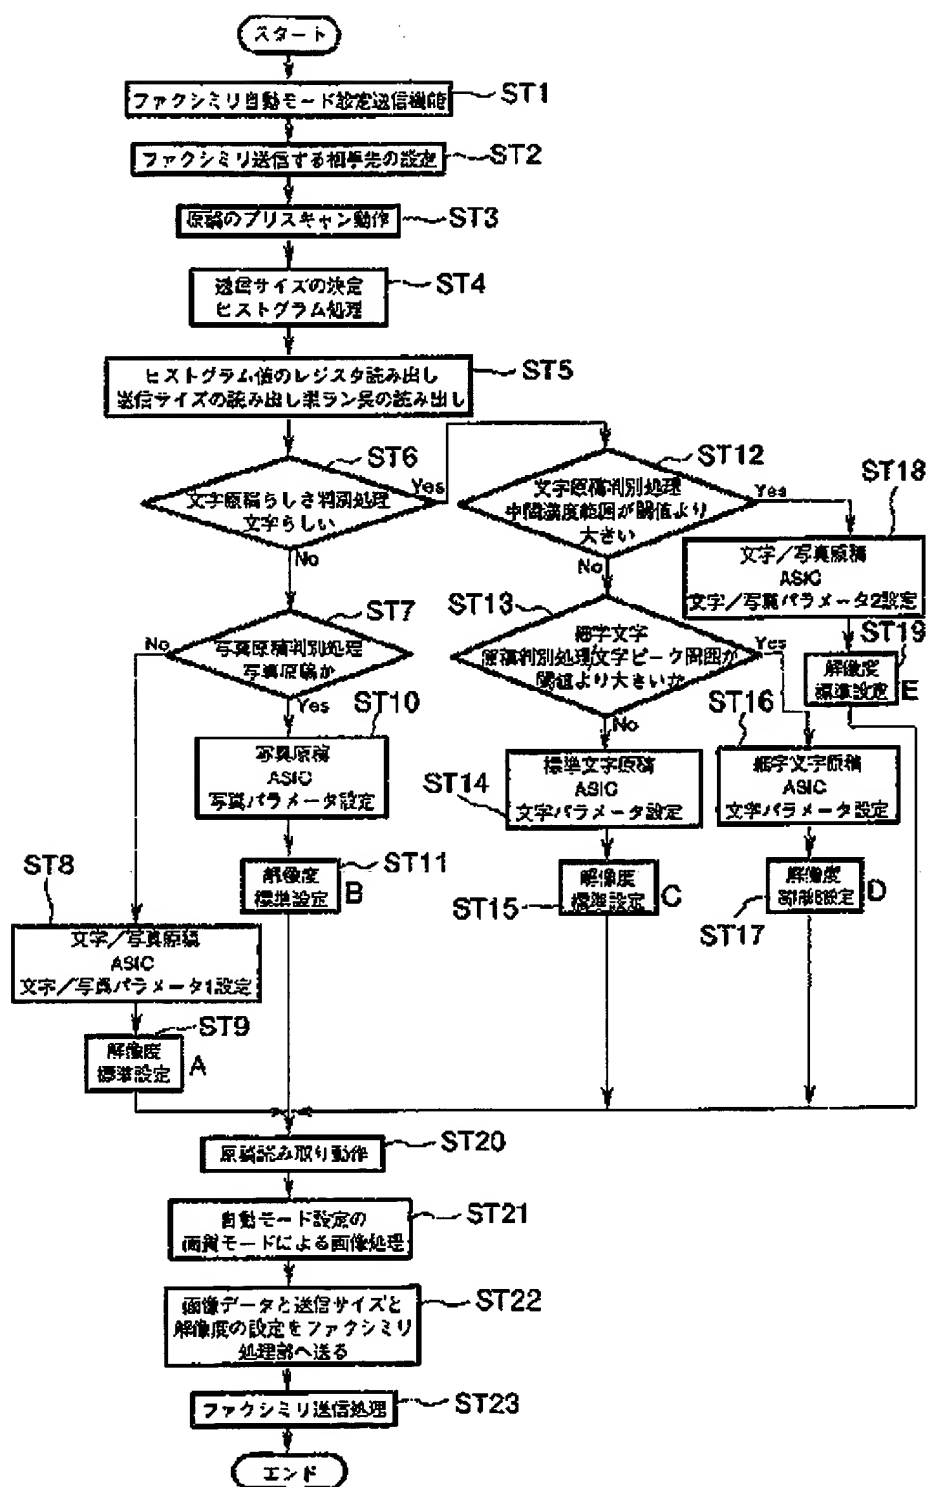 スタート
ファクシミリ自動モード設定送信機能
ST1
ファクシミリ送信する相手先の設定
ST2
原稿のプリスキャン動作
ST3
送信サイズの決定
ヒストグラム処理
ST4
ヒストグラム値のレジスタ読み出し
送信サイズの読み出し黒ラン長の読み出し
ST5
ST6
文字原稿らしき判別処理
文字らしい
Yes
No
ST12
文字原稿判別処理
中間濃度範囲が閾値より
大きい
Yes
No
ST18
文字/写真原稿
ASIC
文字/写真パラメータ2設定
ST19
解像度
標準設定
E
ST7
写真原稿判別処理
写真原稿か
No
Yes
ST13
細字文字
原稿判別処理/文字ピーク周囲が
閾値より大きいか
Yes
No
ST10
写真原稿
ASIC
写真パラメータ設定
ST14
標準文字原稿
ASIC
文字パラメータ設定
ST16
細字文字原稿
ASIC
文字パラメータ設定
ST11
解像度
標準設定
B
ST15
解像度
標準設定
C
ST17
解像度
設定
D
ST8
文字/写真原稿
ASIC
文字/写真パラメータ1設定
ST9
解像度
標準設定
A
原稿読み取り動作
ST20
自動モード設定の
画質モードによる画像処理
ST21
画像データと送信サイズと
解像度の設定をファクシミリ
処理部へ送る
ST22
ファクシミリ送信処理
ST23
エンド